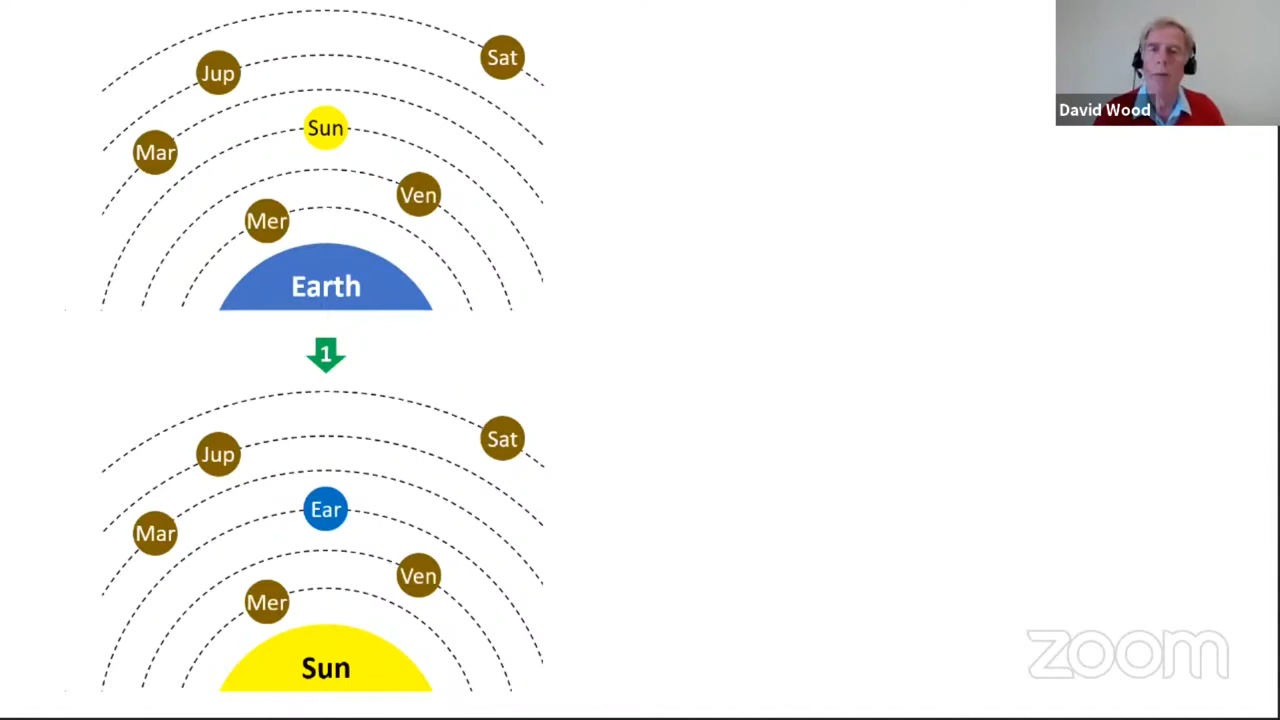 Sat
Jup
Sun
Mar
Ven
Mer
Earth
1
Sat
Jup
Ear
Mar
Ven
Mer
Sun
David Wood
zoom